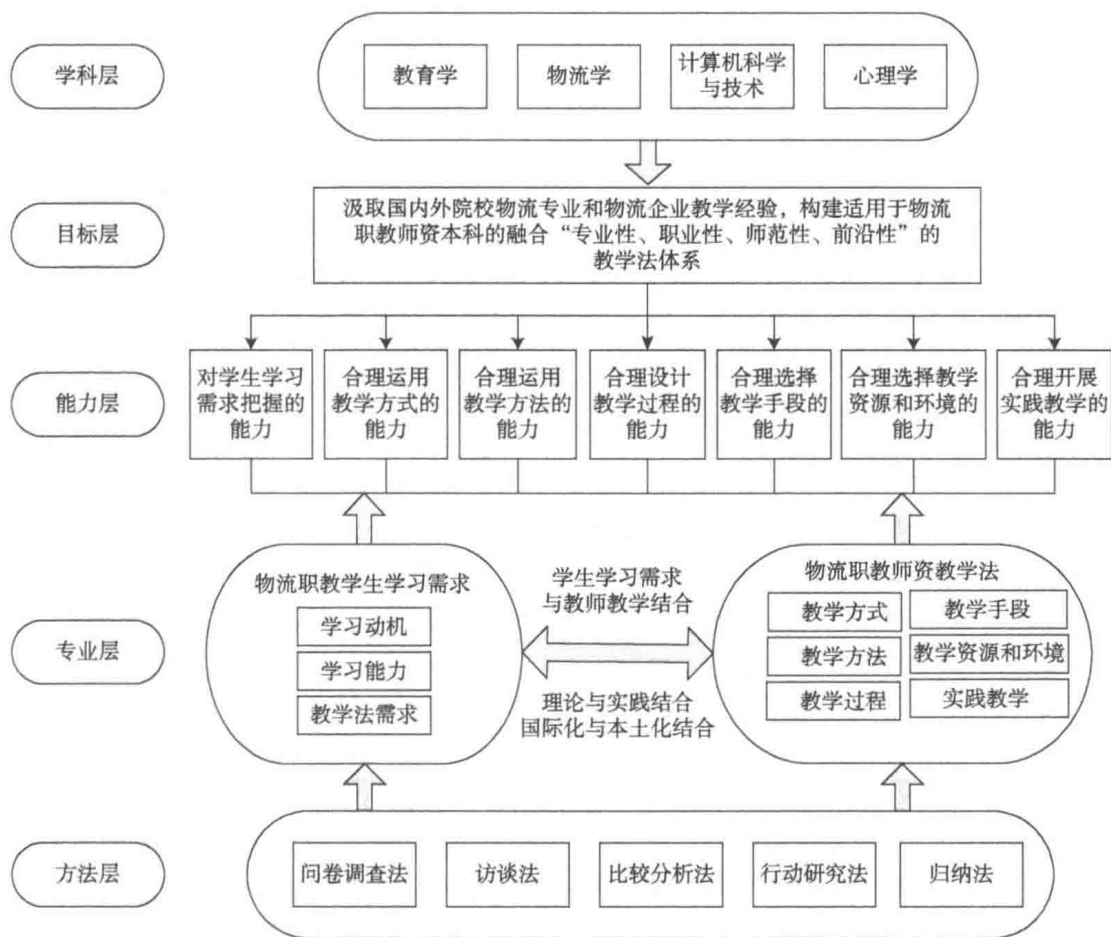 学科层
教育学
物流学
计算机科学
与技术
心理学
目标层
汲取国内外院校物流专业和物流企业教学经验，构建适用于物流
职教师资本科的融合“专业性、职业性、师范性、前沿性”的
教学法体系
能力层
对学生学习
需求把握的
能力
合理运用
教学方式的
能力
合理运用
教学方法的
能力
合理设计
教学过程的
能力
合理选择
教学手段的
能力
合理选择教学
资源和环境的
能力
合理开展
实践教学的
能力
专业层
物流职教学生学习需求
学习动机
学习能力
教学法需求
学生学习需求
与教师教学结合
理论与实践结合
国际化与本土化结合
物流职教师资教学法
教学方式
教学手段
教学方法
教学资源和环境
教学过程
实践教学
方法层
问卷调查法
访谈法
比较分析法
行动研究法
归纳法